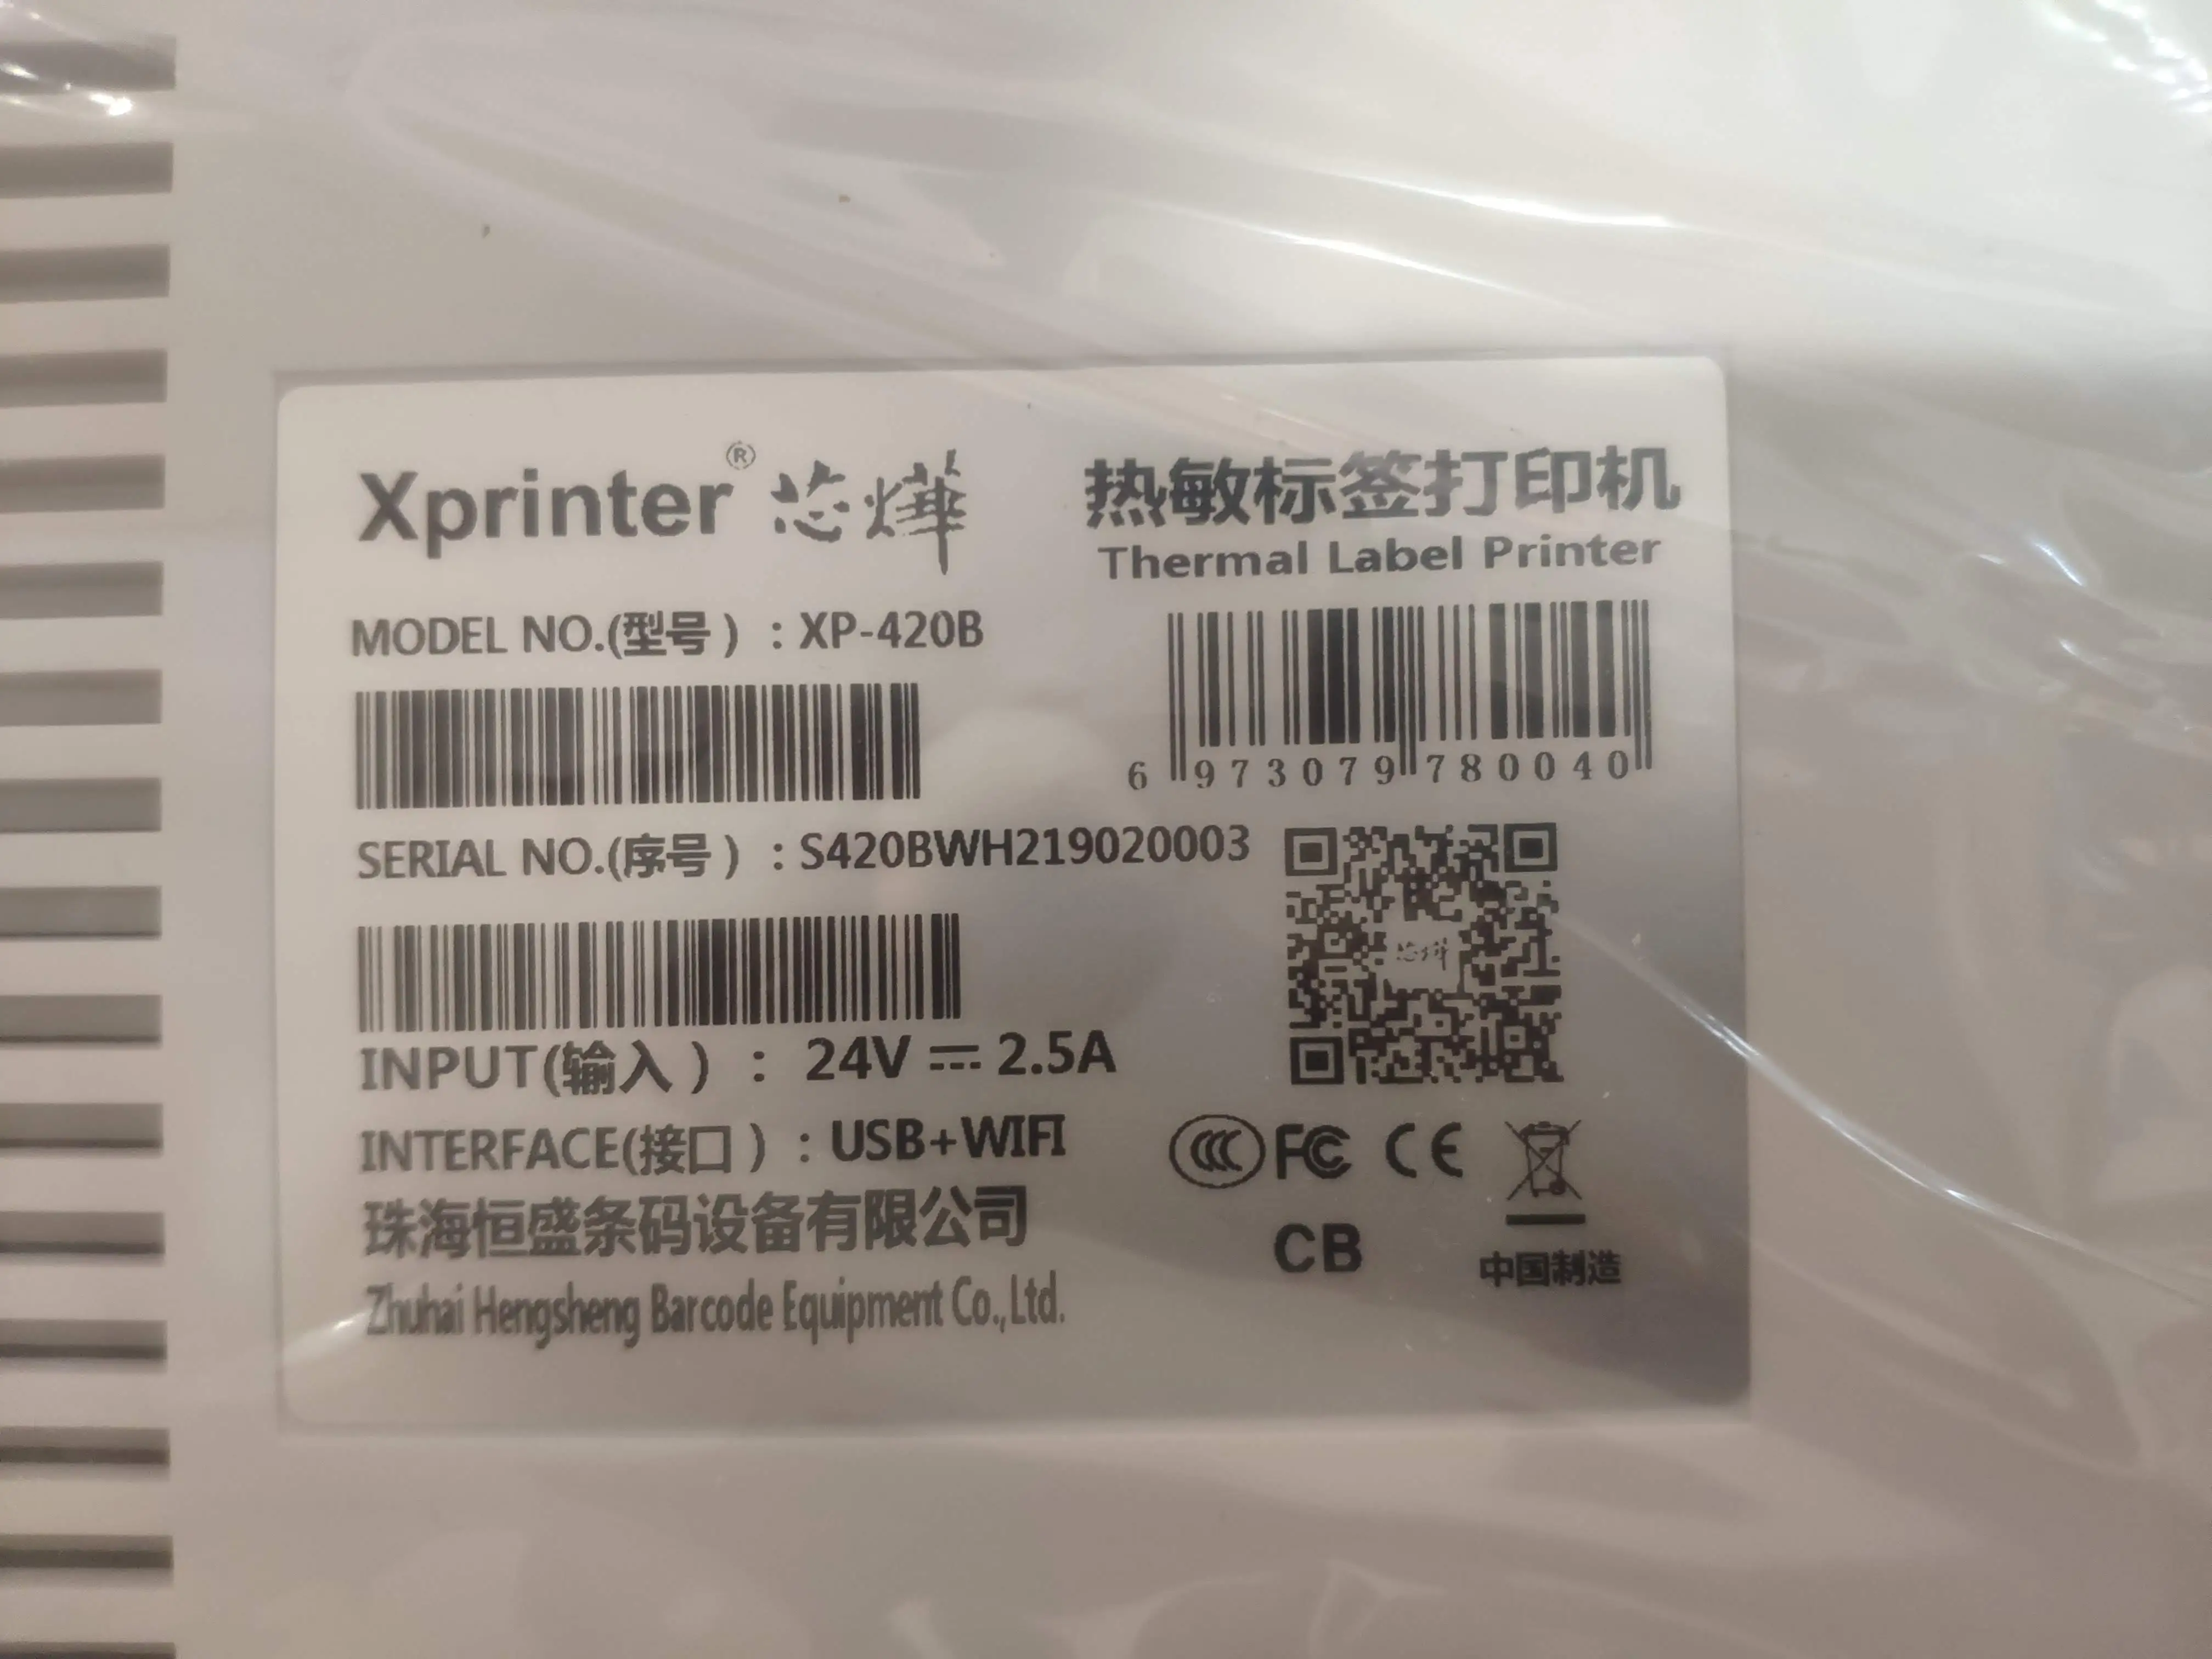 Xprinter® 芯烨
热敏标签打印机
Thermal Label Printer
MODEL NO.(型号）：XP-420B
6 973079 780040
SERIAL NO.(序号）：S420BWH219020003
芯烨
INPUT(输入）： 24V ⎓ 2.5A
INTERFACE(接口）：USB+WIFI
CCC FC CE
珠海恒盛条码设备有限公司
CB
中国制造
Zhuhai Hengsheng Barcode Equipment Co.,Ltd.